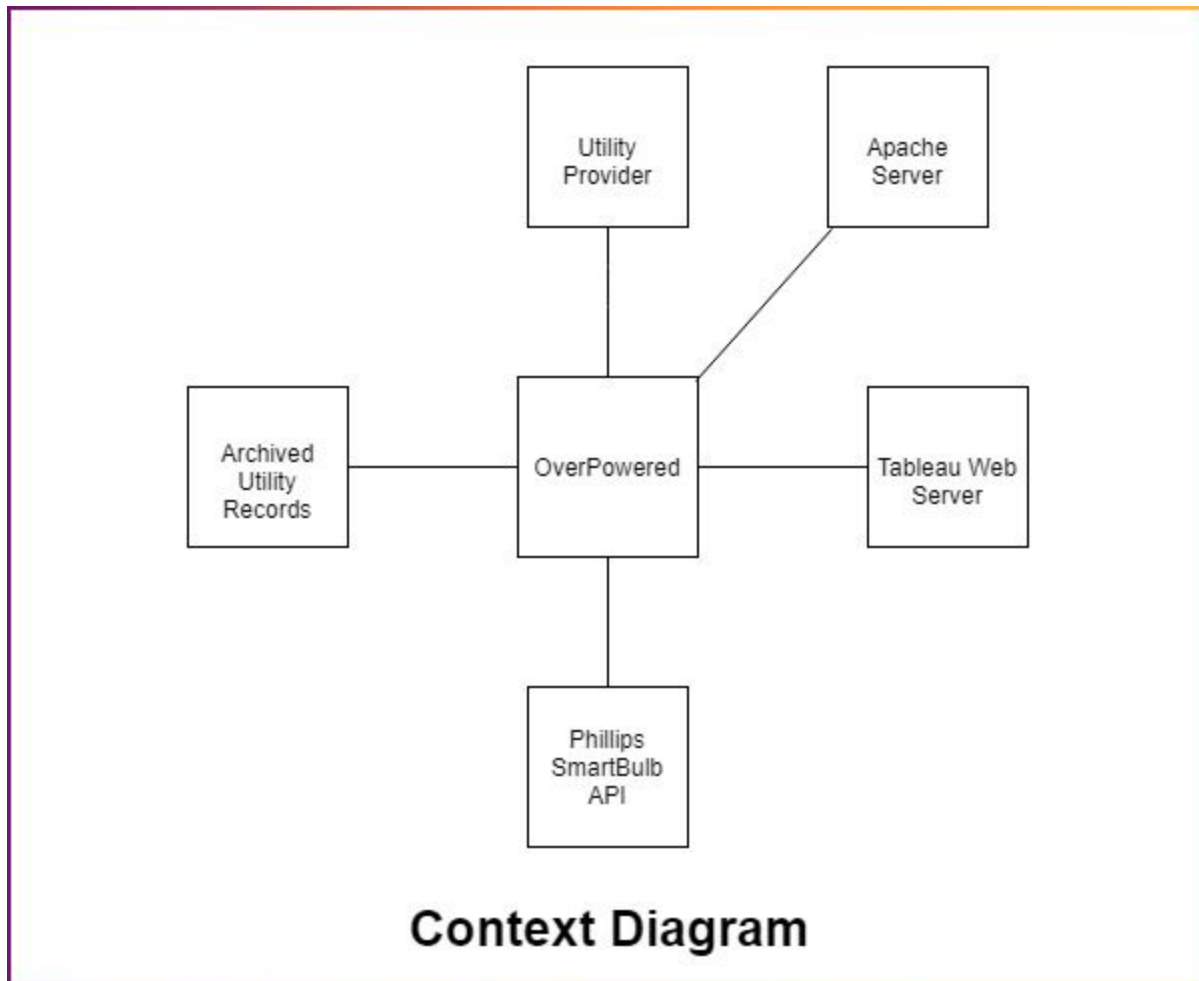 Utility
Provider
Apache
Server
Archived
Utility
Records
OverPowered
Tableau Web
Server
Phillips
SmartBulb
API
Context Diagram